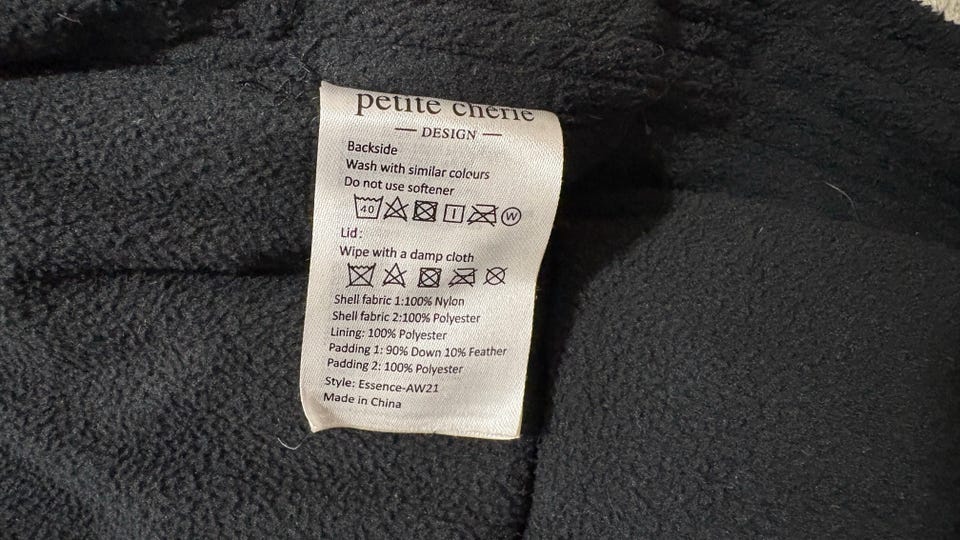 petite chérie
DESIGN
Backside
Wash with similar colours
Do not use softener
40 W
Lid:
Wipe with a damp cloth
Shell fabric 1:100% Nylon
Shell fabric 2:100% Polyester
Lining: 100% Polyester
Padding 1: 90% Down 10% Feather
Padding 2: 100% Polyester
Style: Essence-AW21
Made in China